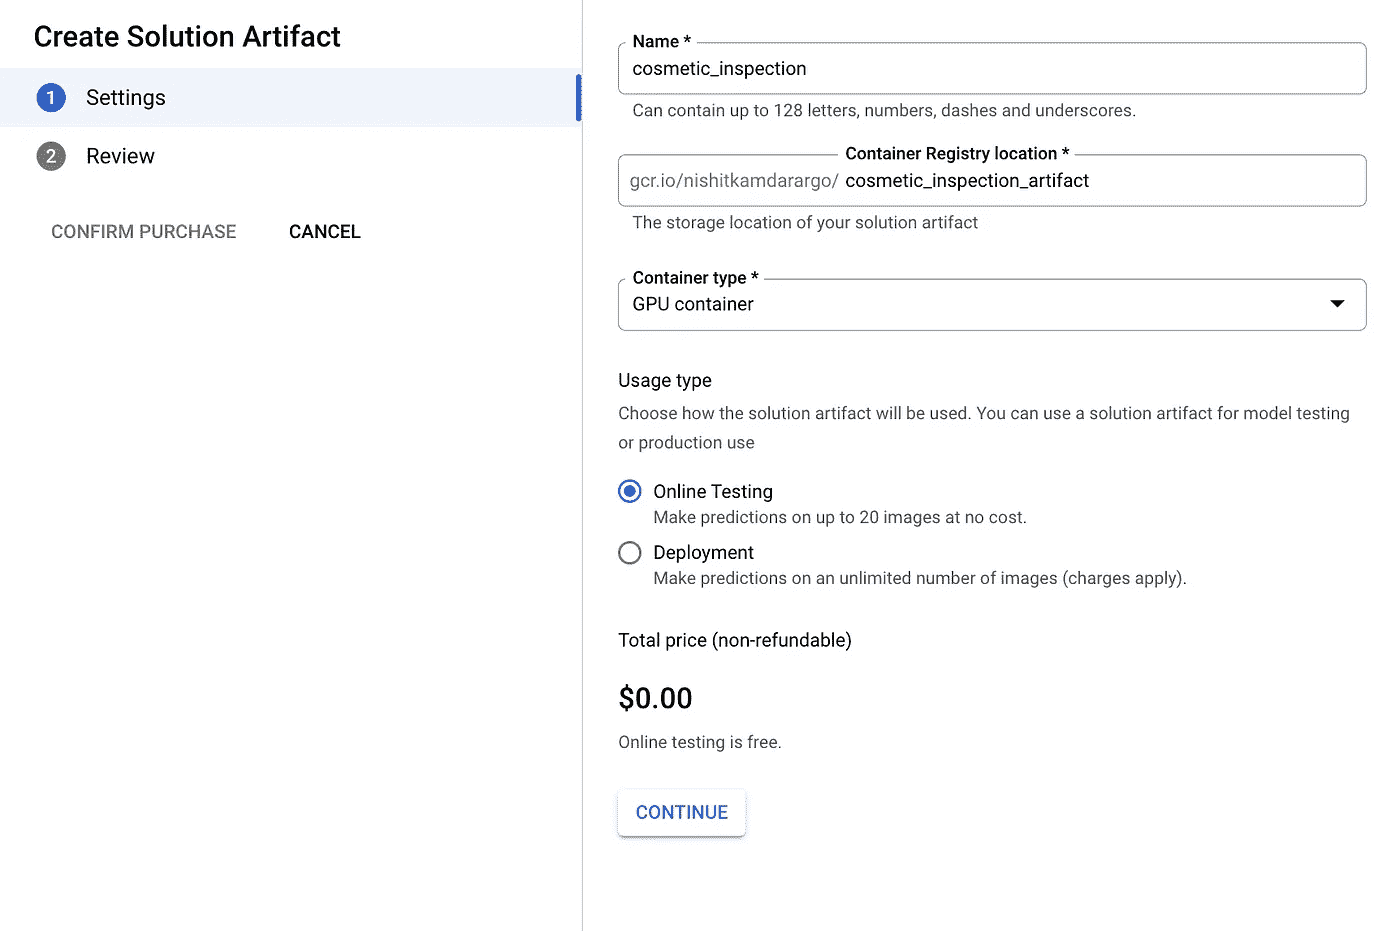 Create Solution Artifact
1 Settings
2 Review
CONFIRM PURCHASE CANCEL
Name *
cosmetic_inspection
Can contain up to 128 letters, numbers, dashes and underscores.
Container Registry location *
gcr.io/nishitkamdarargo/ cosmetic_inspection_artifact
The storage location of your solution artifact
Container type *
GPU container
Usage type
Choose how the solution artifact will be used. You can use a solution artifact for model testing
or production use
Online Testing
Make predictions on up to 20 images at no cost.
Deployment
Make predictions on an unlimited number of images (charges apply).
Total price (non-refundable)
$0.00
Online testing is free.
CONTINUE